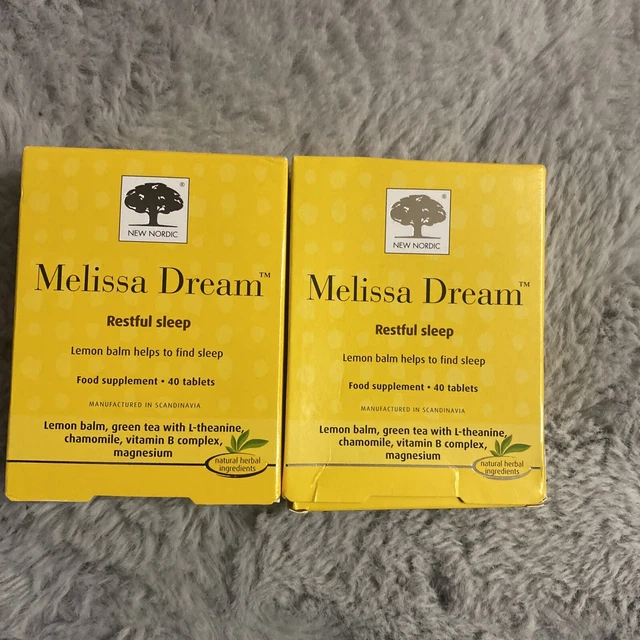 ®
NEW NORDIC
Melissa Dream™
Restful sleep
Lemon balm helps to find sleep
Food supplement • 40 tablets
MANUFACTURED IN SCANDINAVIA
Lemon balm, green tea with L-theanine,
chamomile, vitamin B complex,
magnesium
natural herbal
ingredients
®
NEW NORDIC
Melissa Dream™
Restful sleep
Lemon balm helps to find sleep
Food supplement • 40 tablets
MANUFACTURED IN SCANDINAVIA
Lemon balm, green tea with L-theanine,
chamomile, vitamin B complex,
magnesium
natural herbal
ingredients